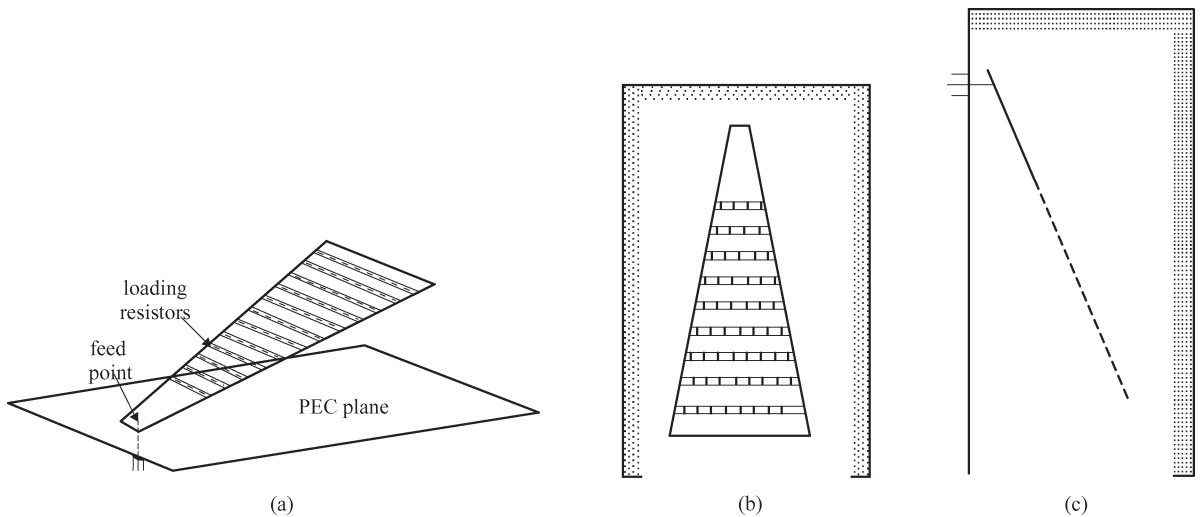 loading
resistors
feed
point
PEC plane
(a)
(b)
(c)